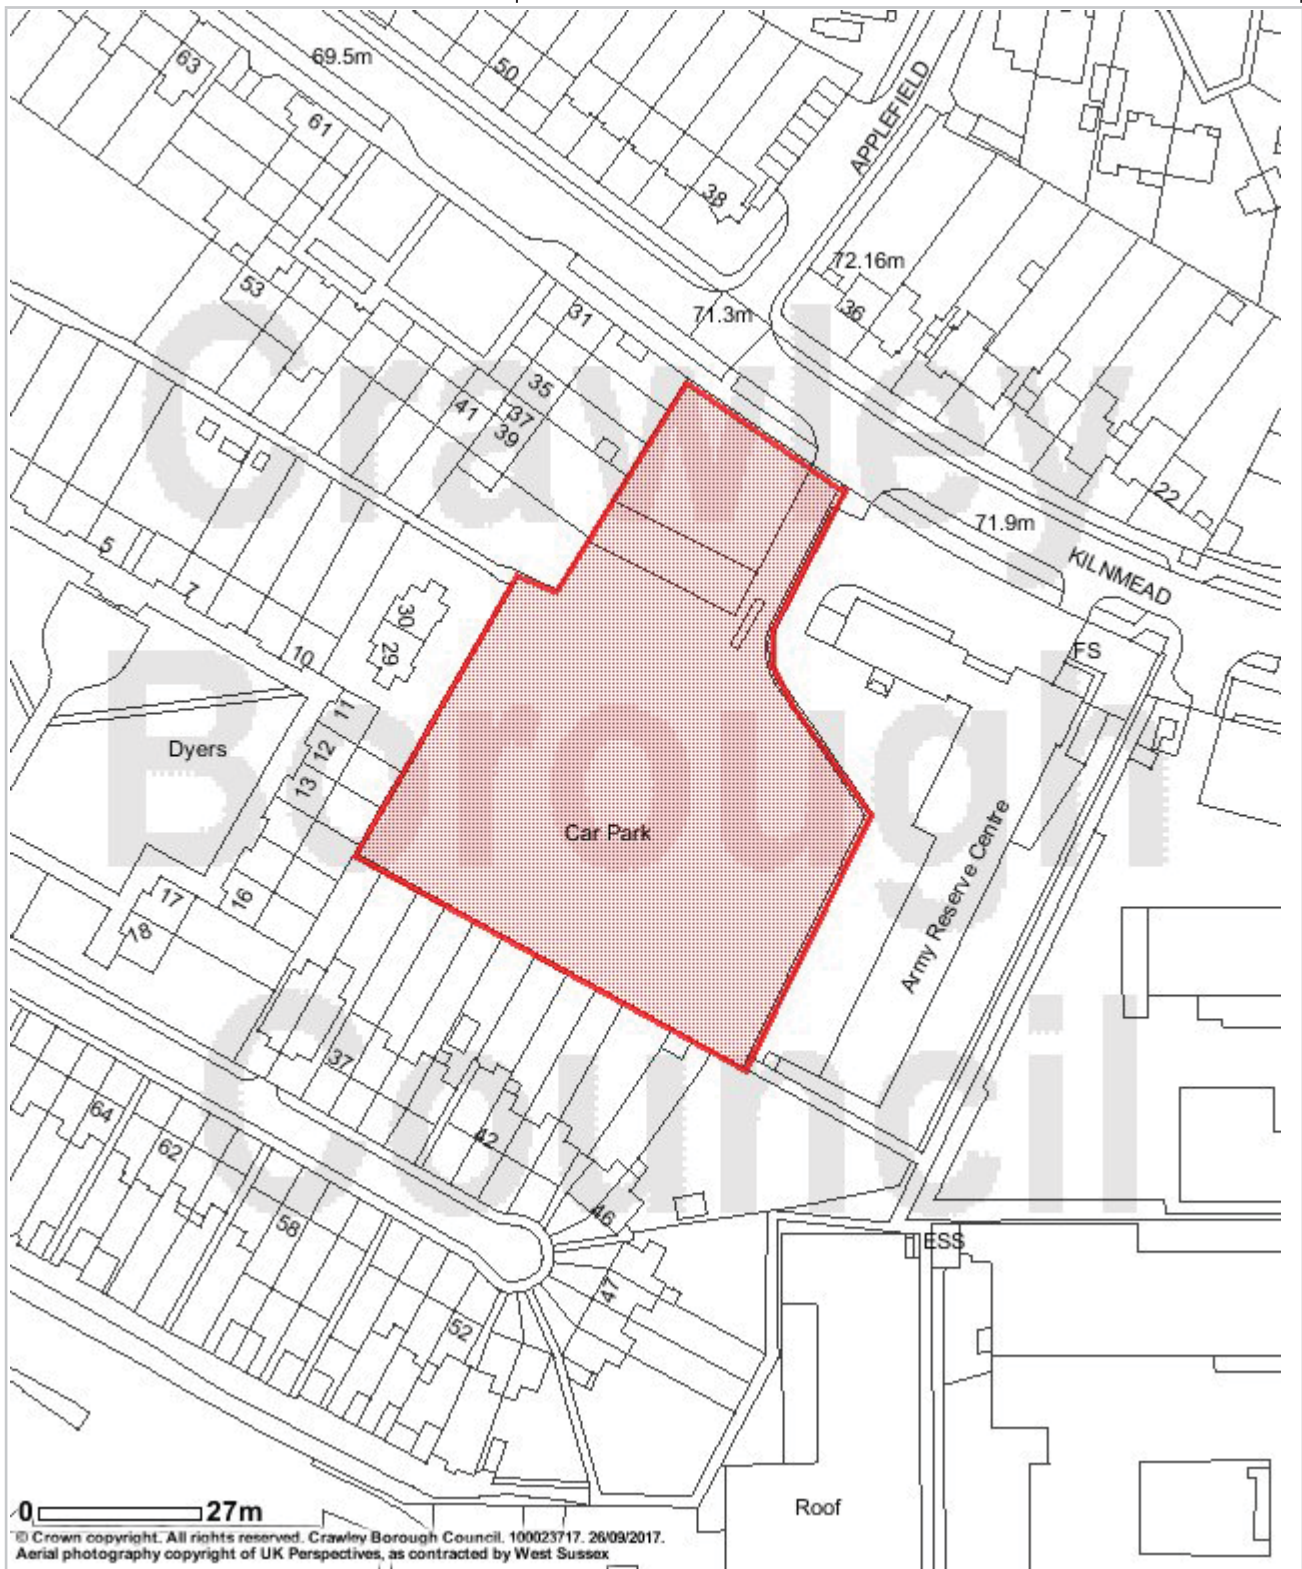 63
69.5m
50
61
APPLEFIELD
38
72.16m
53
31
71.3m
36
35
41
37
39
Crawley
22
71.9m
5
KILNMEAD
7
30
10
29
FS
11
Dyers
12
Borough
13
Car Park
Army Reserve Centre
17
16
18
Council
37
64
42
62
46
58
ESS
47
52
Roof
0 27m
© Crown copyright. All rights reserved. Crawley Borough Council. 100023717. 26/09/2017.
Aerial photography copyright of UK Perspectives, as contracted by West Sussex